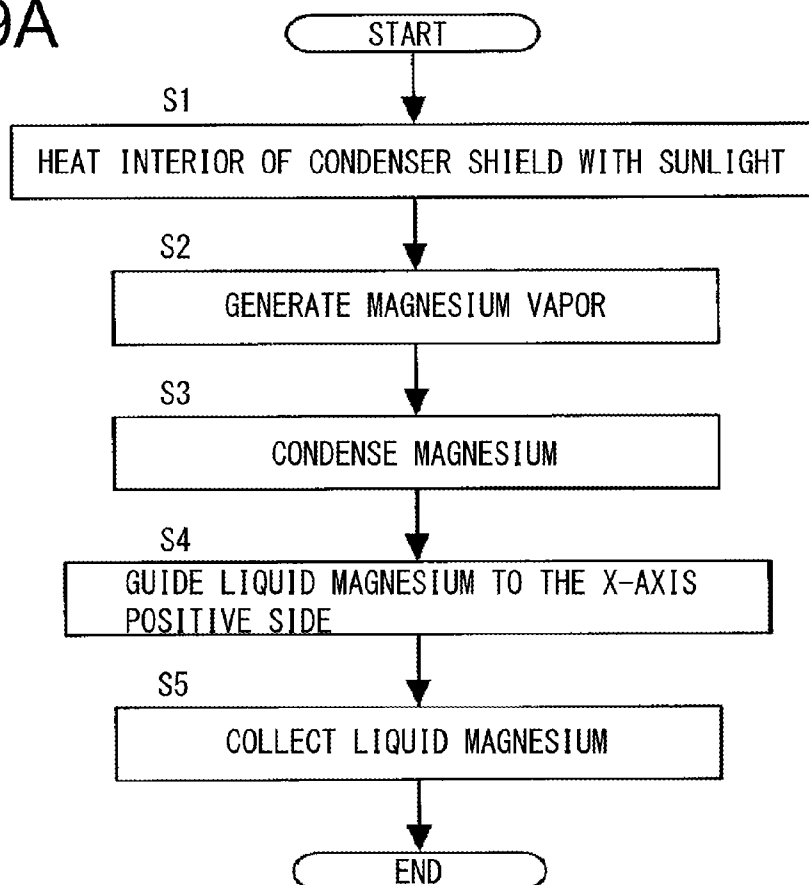 9A
START
S1
HEAT INTERIOR OF CONDENSER SHIELD WITH SUNLIGHT
S2
GENERATE MAGNESIUM VAPOR
S3
CONDENSE MAGNESIUM
S4
GUIDE LIQUID MAGNESIUM TO THE X-AXIS
POSITIVE SIDE
S5
COLLECT LIQUID MAGNESIUM
END